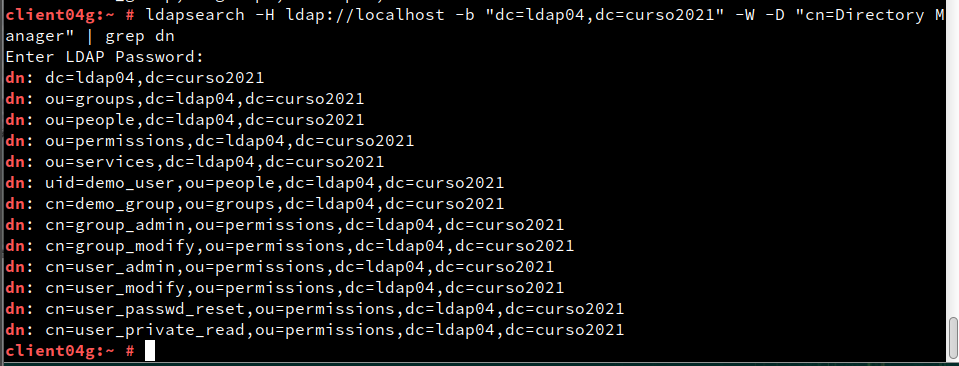 client04g:~ # ldapsearch -H ldap://localhost -b "dc=ldap04,dc=curso2021" -W -D "cn=Directory M
anager" | grep dn
Enter LDAP Password:
dn: dc=ldap04,dc=curso2021
dn: ou=groups,dc=ldap04,dc=curso2021
dn: ou=people,dc=ldap04,dc=curso2021
dn: ou=permissions,dc=ldap04,dc=curso2021
dn: ou=services,dc=ldap04,dc=curso2021
dn: uid=demo_user,ou=people,dc=ldap04,dc=curso2021
dn: cn=demo_group,ou=groups,dc=ldap04,dc=curso2021
dn: cn=group_admin,ou=permissions,dc=ldap04,dc=curso2021
dn: cn=group_modify,ou=permissions,dc=ldap04,dc=curso2021
dn: cn=user_admin,ou=permissions,dc=ldap04,dc=curso2021
dn: cn=user_modify,ou=permissions,dc=ldap04,dc=curso2021
dn: cn=user_passwd_reset,ou=permissions,dc=ldap04,dc=curso2021
dn: cn=user_private_read,ou=permissions,dc=ldap04,dc=curso2021
client04g:~ #